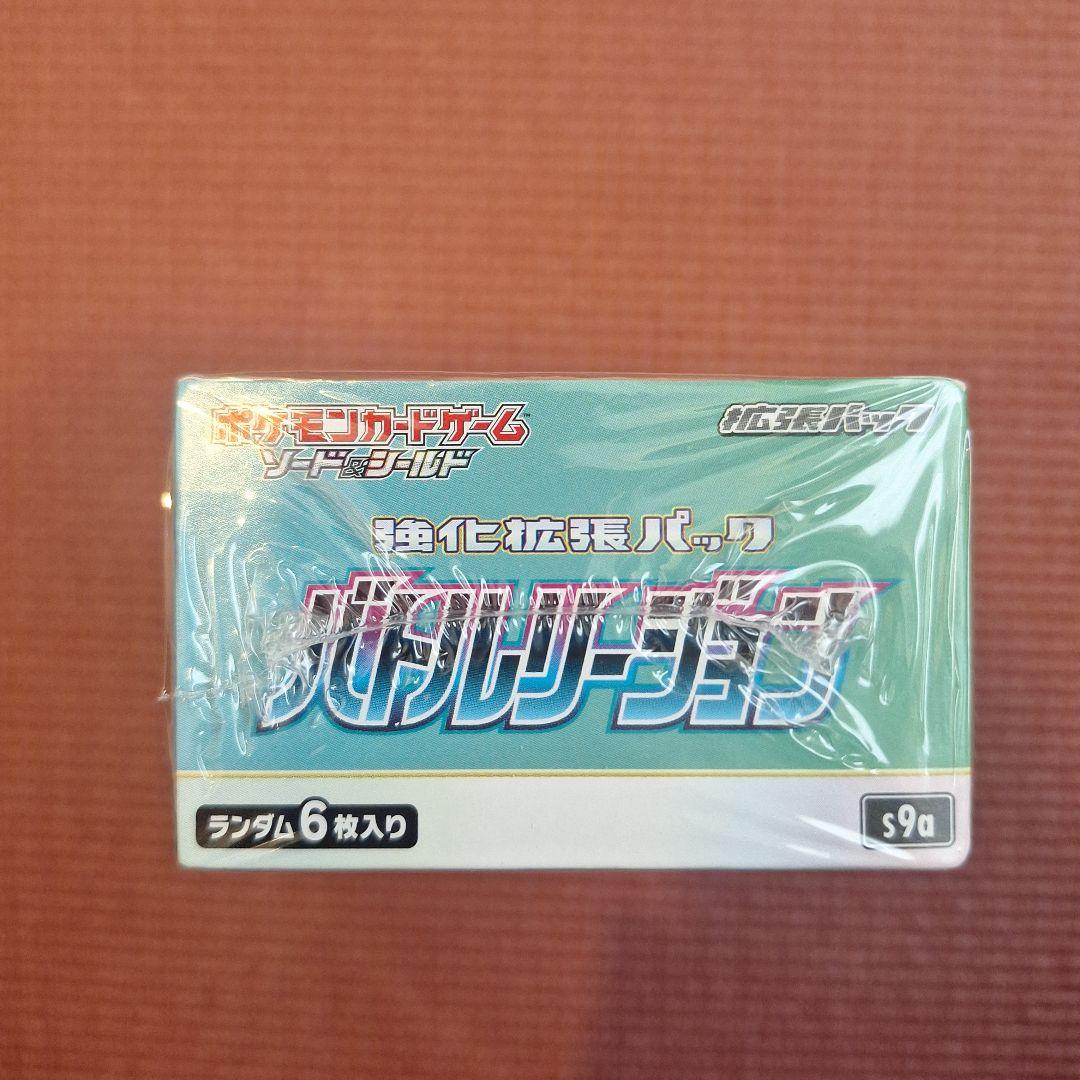 ポケモンカードゲーム™
ソード&シールド
拡張パック
強化拡張パック
バトルリージョン
ランダム6枚入り
s9a